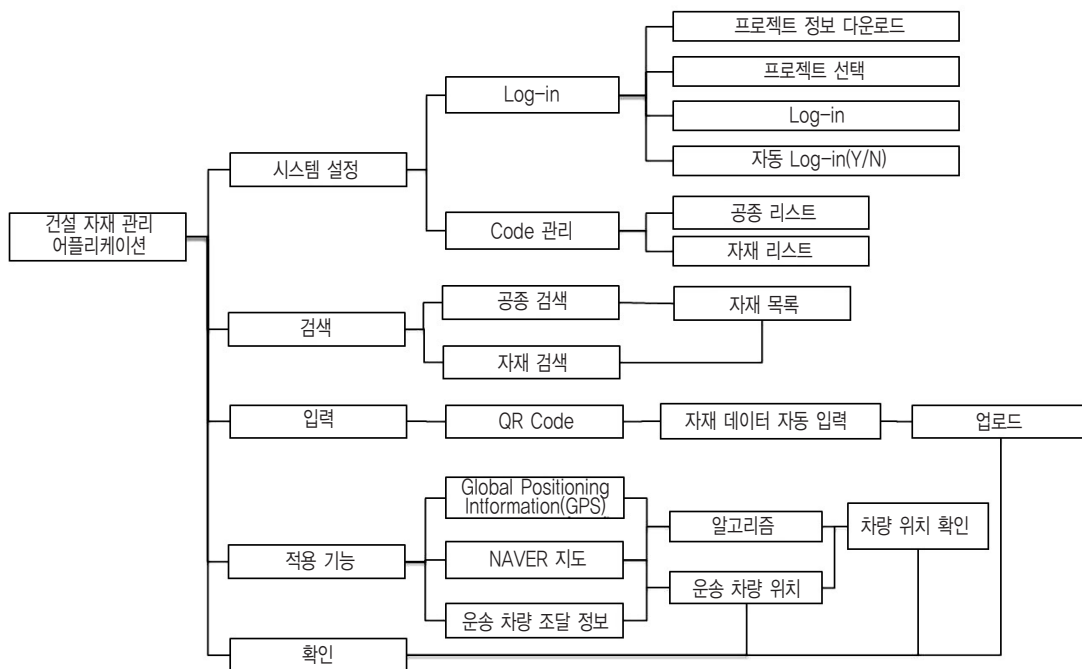 프로젝트 정보 다운로드
프로젝트 선택
Log-in
Log-in
자동 Log-in(Y/N)
시스템 설정
공종 리스트
Code 관리
자재 리스트
건설 자재 관리
어플리케이션
공종 검색
자재 목록
검색
자재 검색
입력
QR Code
자재 데이터 자동 입력
업로드
Global Positioning
Intformation(GPS)
알고리즘
차량 위치 확인
적용 기능
NAVER 지도
운송 차량 위치
운송 차량 조달 정보
확인